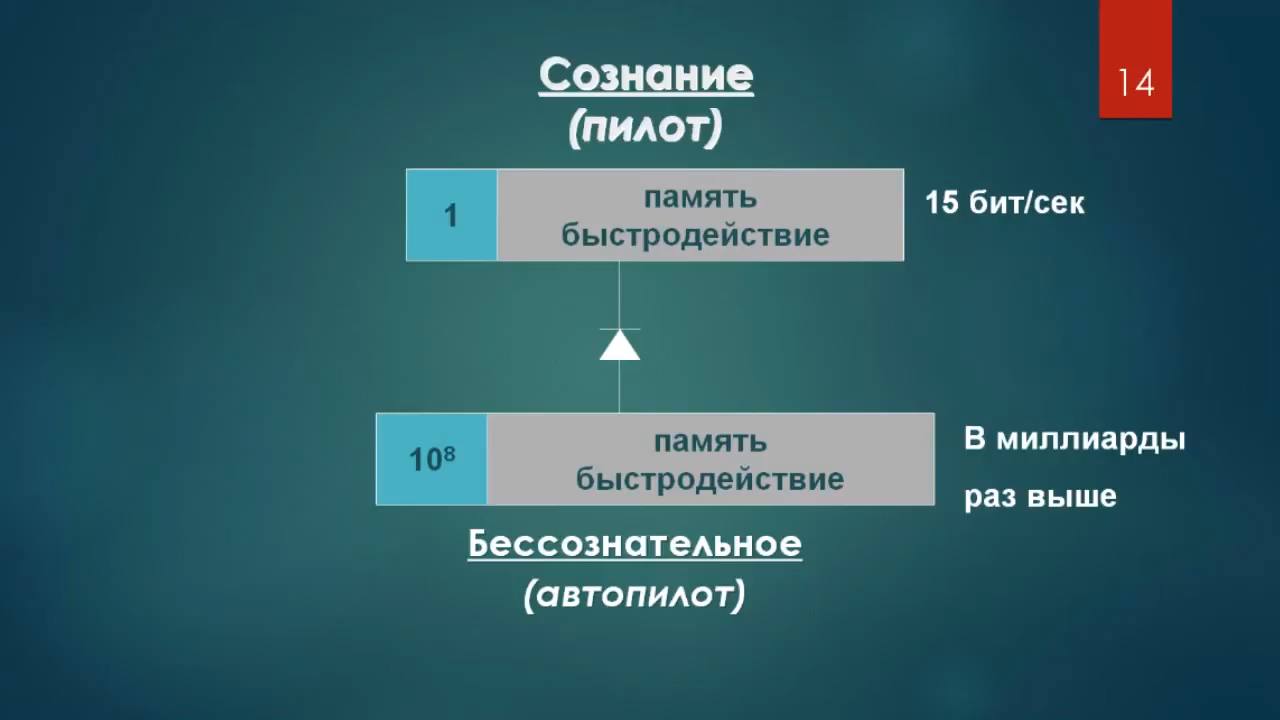 Сознание
(пилот)
14
1
память
быстродействие
15 бит/сек
10⁸
память
быстродействие
В миллиарды
раз выше
Бессознательное
(автопилот)